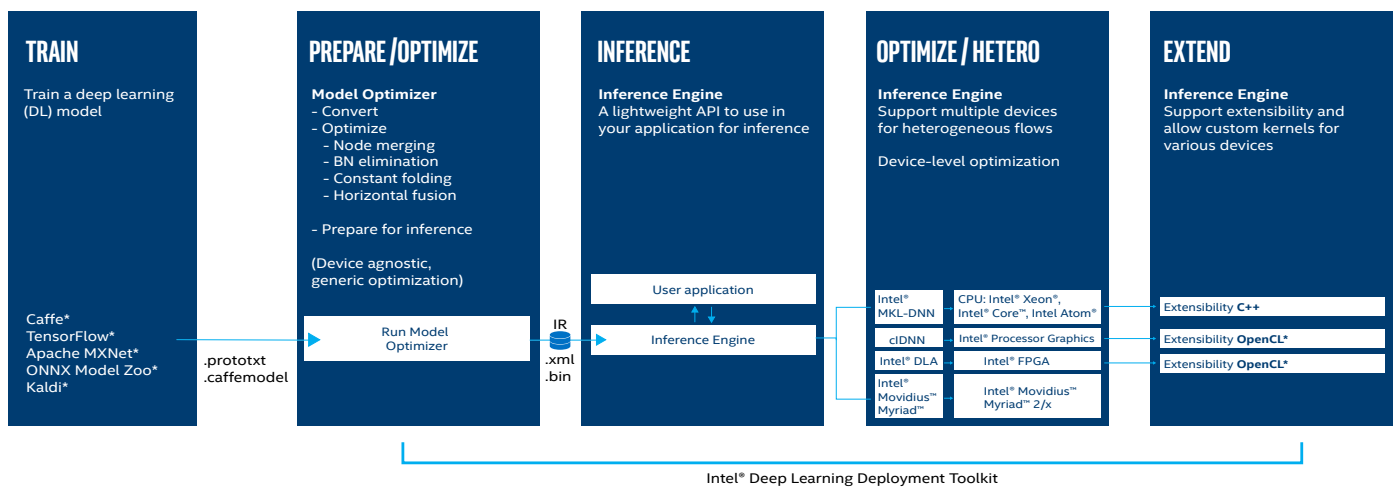 TRAIN
Train a deep learning
(DL) model
Caffe*
TensorFlow*
Apache MXNet*
ONNX Model Zoo*
Kaldi*
.prototxt
.caffemodel
PREPARE/OPTIMIZE
Model Optimizer
- Convert
- Optimize
- Node merging
- BN elimination
- Constant folding
- Horizontal fusion
- Prepare for inference
(Device agnostic,
generic optimization)
Run Model
Optimizer
IR
.xml
.bin
INFERENCE
Inference Engine
A lightweight API to use in
your application for inference
User application
Inference Engine
OPTIMIZE / HETERO
Inference Engine
Support multiple devices
for heterogeneous flows
Device-level optimization
Intel®
MKL-DNN
CPU: Intel® Xeon®,
Intel® Core™, Intel Atom®
clDNN
Intel® Processor Graphics
Intel® DLA
Intel® FPGA
Intel®
Movidius™
Myriad™
Intel® Movidius™
Myriad™ 2/x
EXTEND
Inference Engine
Support extensibility and
allow custom kernels for
various devices
Extensibility C++
Extensibility OpenCL*
Extensibility OpenCL*
Intel® Deep Learning Deployment Toolkit